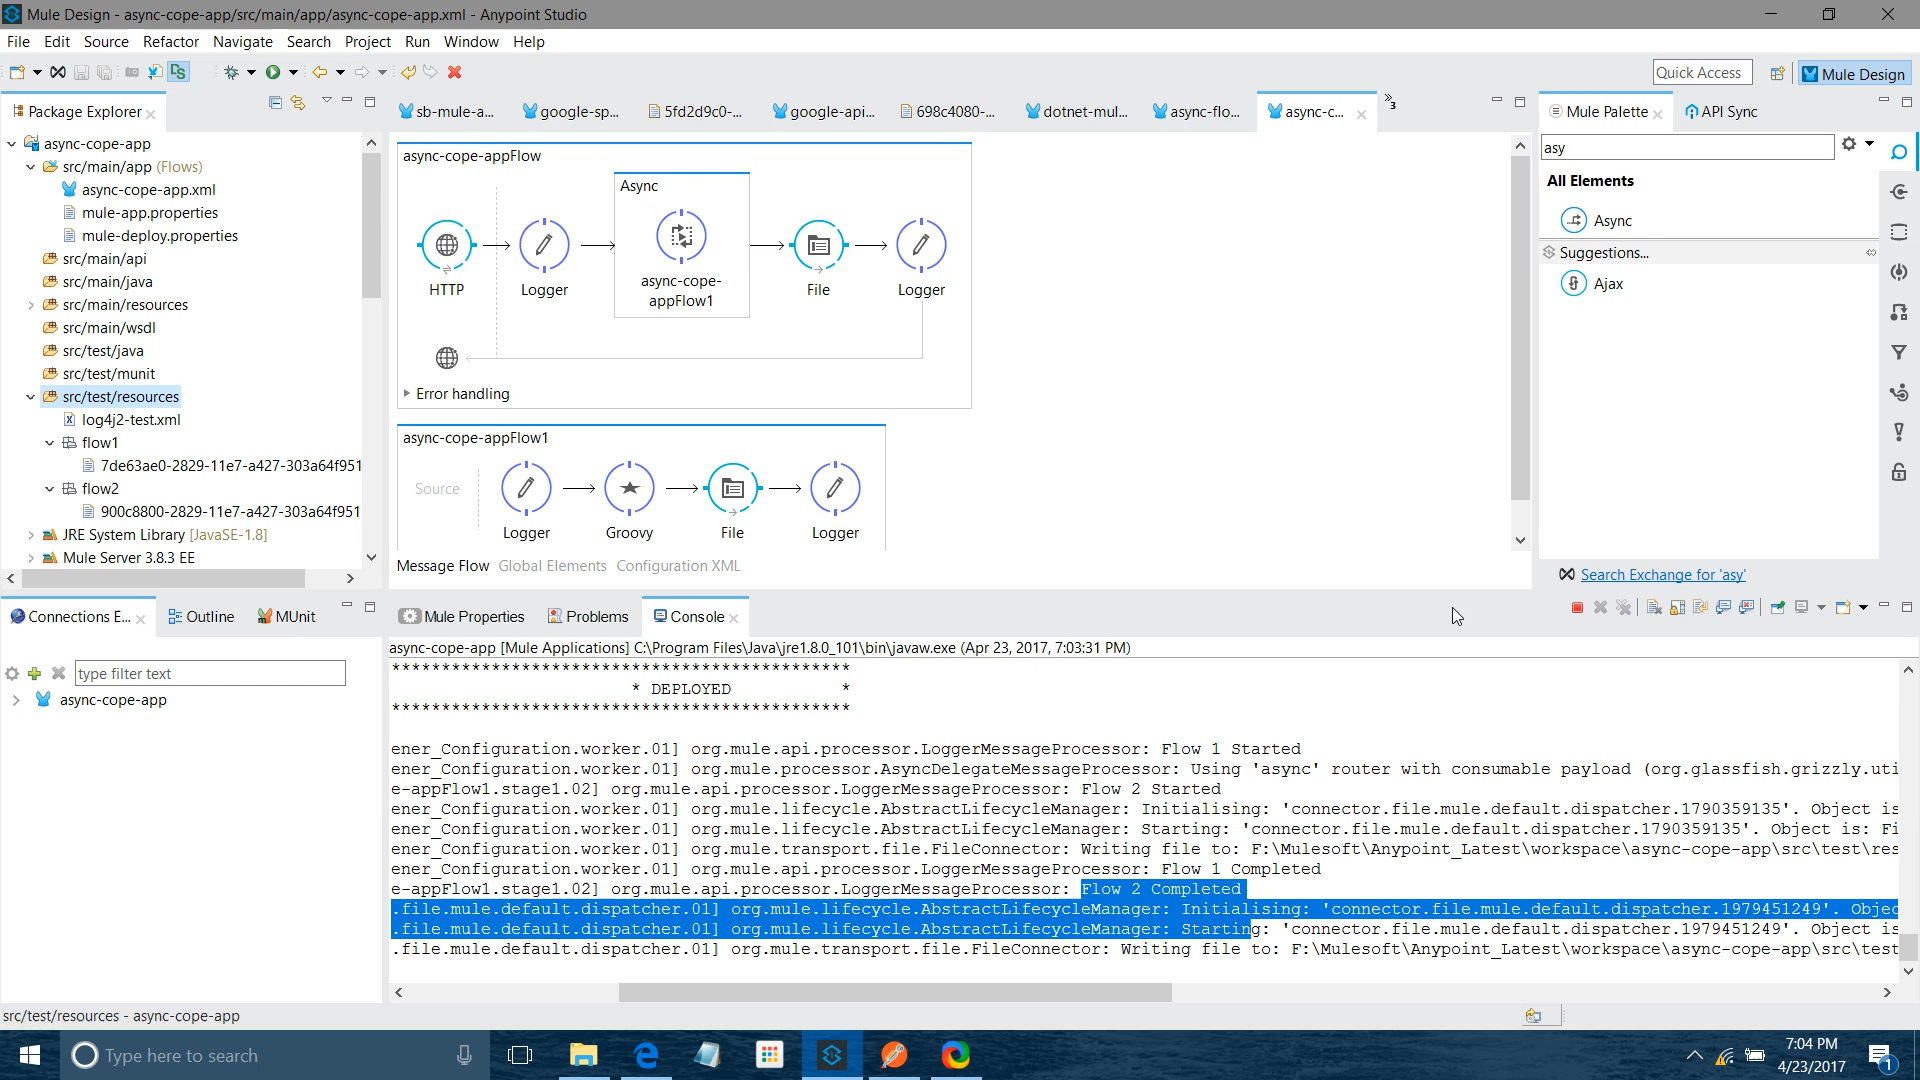 Mule Design - async-cope-app/src/main/app/async-cope-app.xml - Anypoint Studio
File Edit Source Refactor Navigate Search Project Run Window Help
Quick Access
Mule Design
Package Explorer
async-cope-app
src/main/app (Flows)
async-cope-app.xml
mule-app.properties
mule-deploy.properties
src/main/api
src/main/java
src/main/resources
src/main/wsdl
src/test/java
src/test/munit
src/test/resources
log4j2-test.xml
flow1
7de63ae0-2829-11e7-a427-303a64f951
flow2
900c8800-2829-11e7-a427-303a64f951
JRE System Library [JavaSE-1.8]
Mule Server 3.8.3 EE
sb-mule-a... google-sp... 5fd2d9c0-... google-api... 698c4080-... dotnet-mul... async-flo... async-c... »3
async-cope-appFlow
Async
HTTP
Logger
async-cope-
appFlow1
File
Logger
Error handling
async-cope-appFlow1
Source
Logger
Groovy
File
Logger
Message Flow Global Elements Configuration XML
Mule Palette API Sync
asy
All Elements
Async
Suggestions...
Ajax
Search Exchange for 'asy'
Connections E... Outline MUnit
type filter text
async-cope-app
Mule Properties Problems Console
async-cope-app [Mule Applications] C:\Program Files\Java\jre1.8.0_101\bin\javaw.exe (Apr 23, 2017, 7:03:31 PM)
**********************************************
* DEPLOYED *
**********************************************
ener_Configuration.worker.01] org.mule.api.processor.LoggerMessageProcessor: Flow 1 Started
ener_Configuration.worker.01] org.mule.processor.AsyncDelegateMessageProcessor: Using 'async' router with consumable payload (org.glassfish.grizzly.uti
e-appFlow1.stage1.02] org.mule.api.processor.LoggerMessageProcessor: Flow 2 Started
ener_Configuration.worker.01] org.mule.lifecycle.AbstractLifecycleManager: Initialising: 'connector.file.mule.default.dispatcher.1790359135'. Object is
ener_Configuration.worker.01] org.mule.lifecycle.AbstractLifecycleManager: Starting: 'connector.file.mule.default.dispatcher.1790359135'. Object is: Fi
ener_Configuration.worker.01] org.mule.transport.file.FileConnector: Writing file to: F:\Mulesoft\Anypoint_Latest\workspace\async-cope-app\src\test\res
ener_Configuration.worker.01] org.mule.api.processor.LoggerMessageProcessor: Flow 1 Completed
e-appFlow1.stage1.02] org.mule.api.processor.LoggerMessageProcessor: Flow 2 Completed
.file.mule.default.dispatcher.01] org.mule.lifecycle.AbstractLifecycleManager: Initialising: 'connector.file.mule.default.dispatcher.1979451249'. Objec
.file.mule.default.dispatcher.01] org.mule.lifecycle.AbstractLifecycleManager: Starting: 'connector.file.mule.default.dispatcher.1979451249'. Object is
.file.mule.default.dispatcher.01] org.mule.transport.file.FileConnector: Writing file to: F:\Mulesoft\Anypoint_Latest\workspace\async-cope-app\src\test
src/test/resources - async-cope-app
Type here to search
7:04 PM
4/23/2017
1